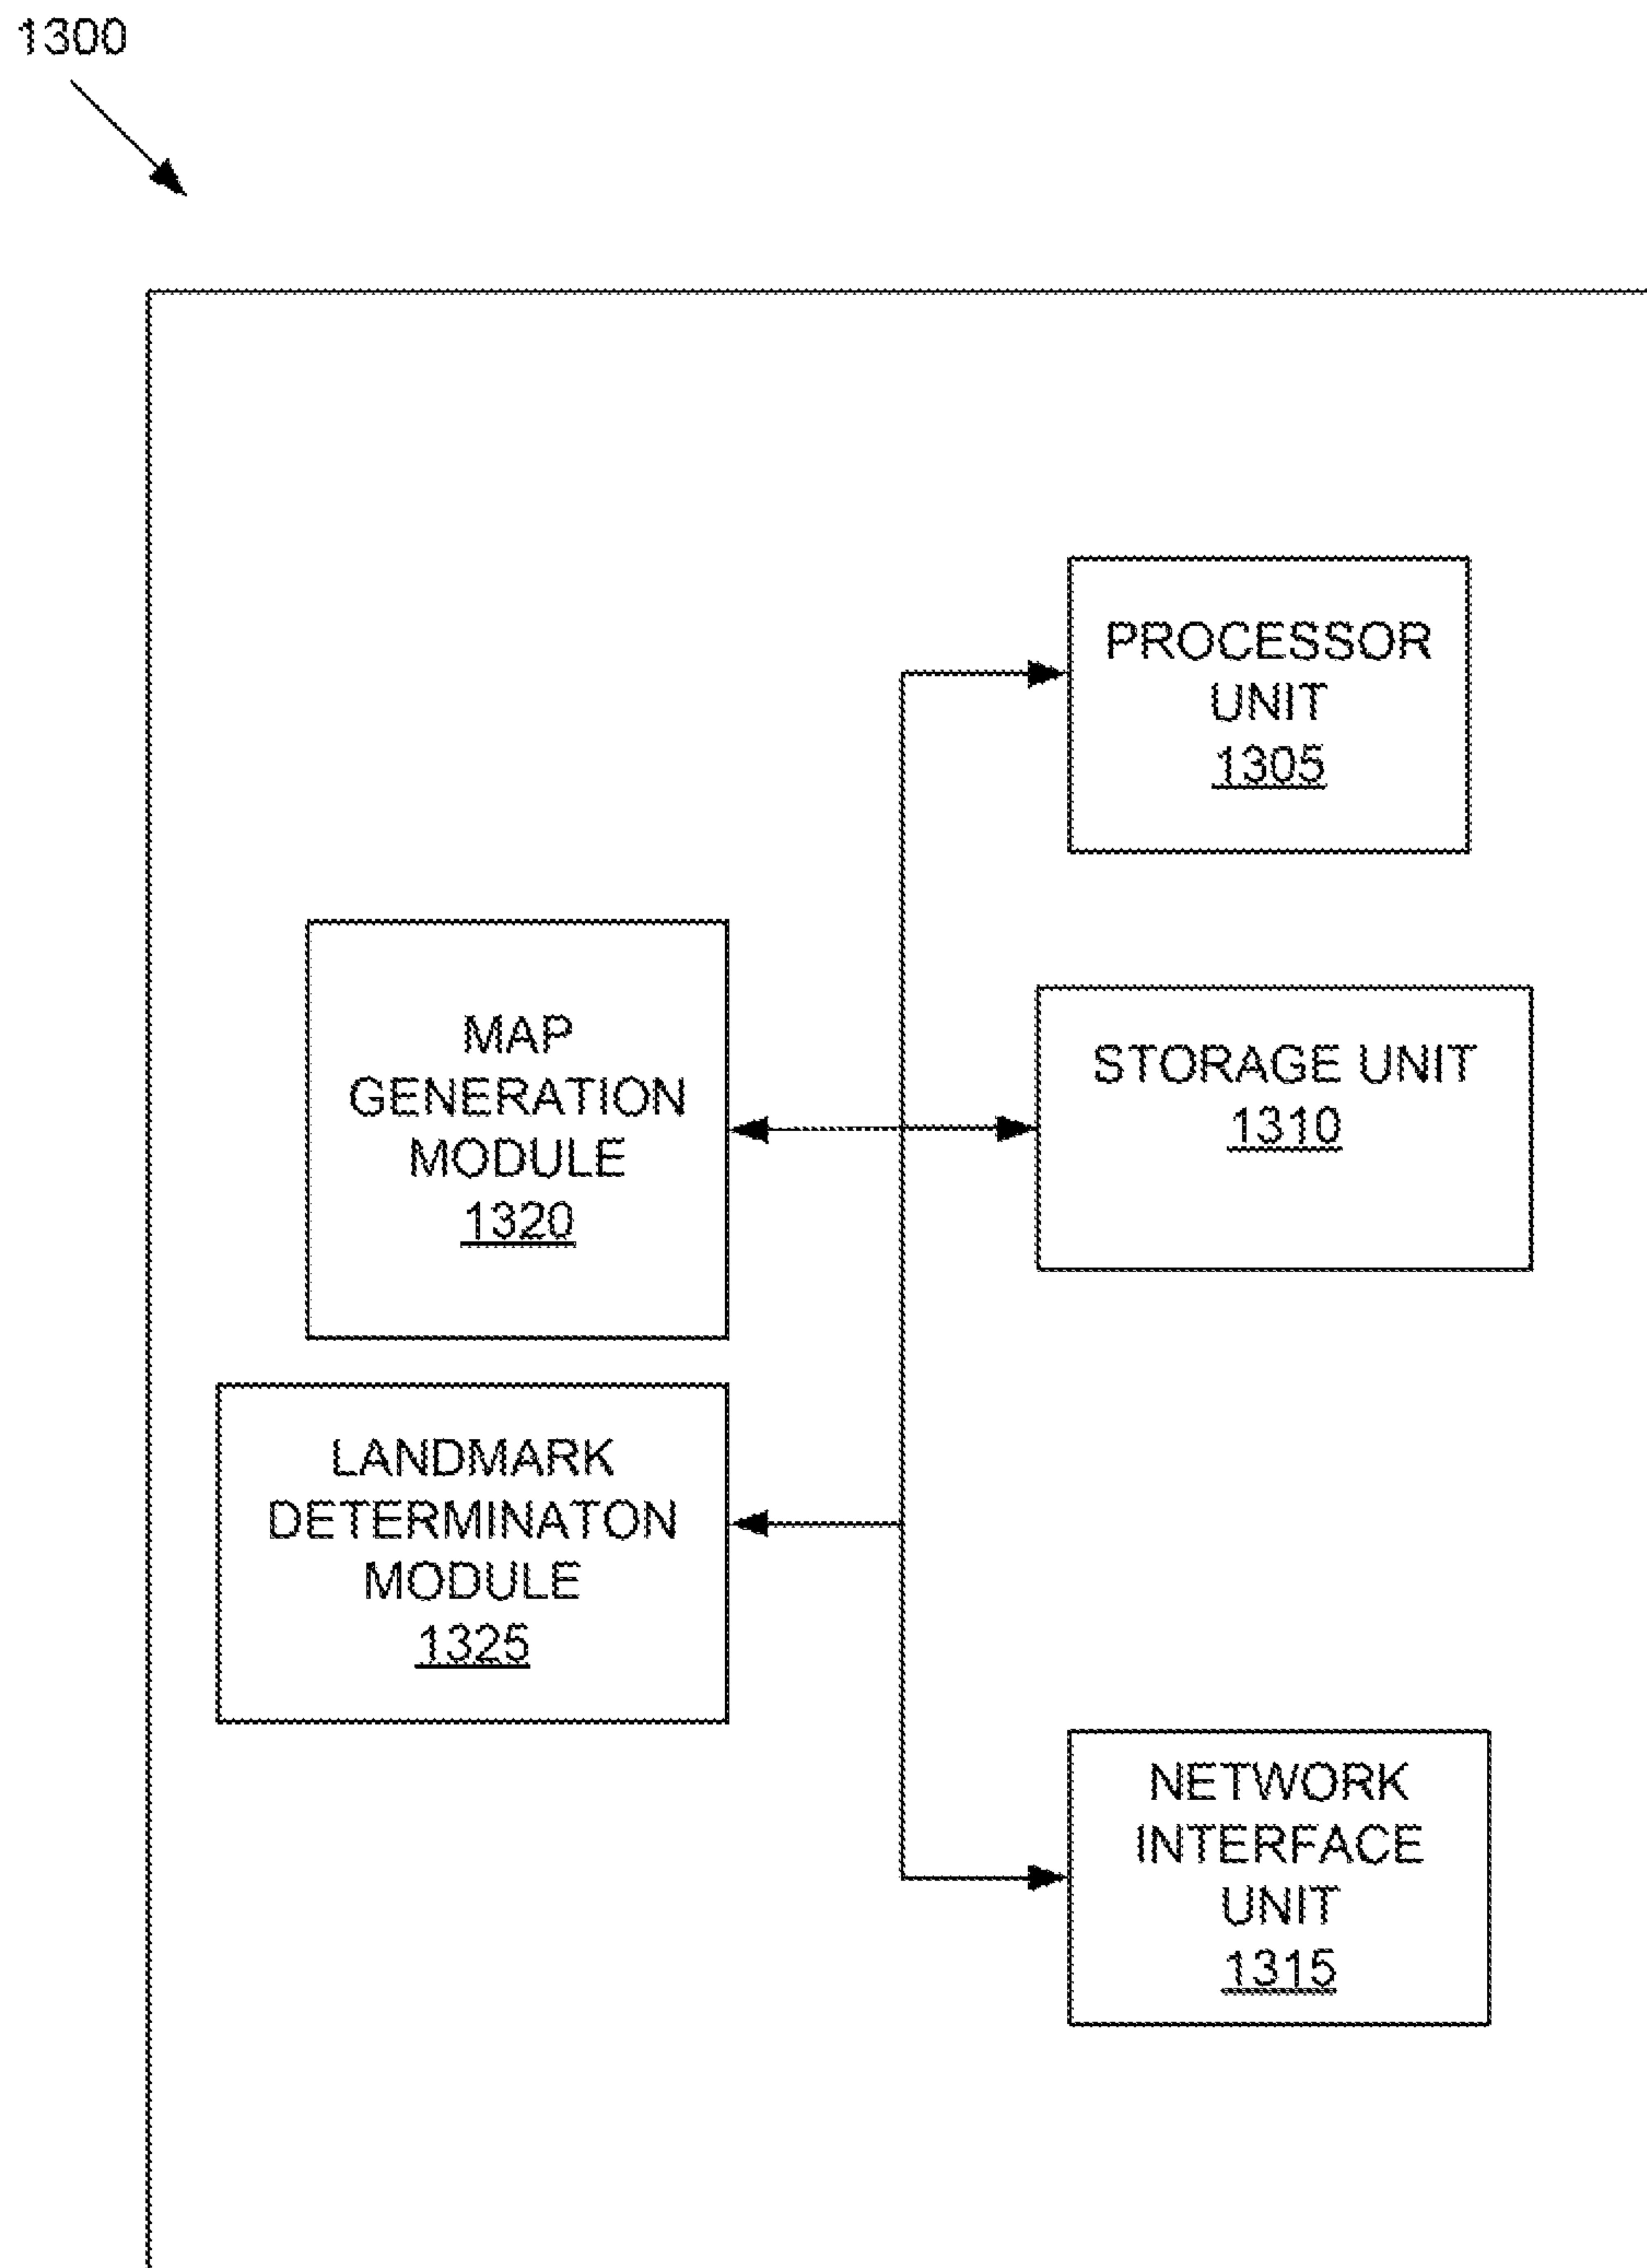 1300
PROCESSOR
UNIT
1305
MAP
GENERATION
MODULE
1320
STORAGE UNIT
1310
LANDMARK
DETERMINATON
MODULE
1325
NETWORK
INTERFACE
UNIT
1315